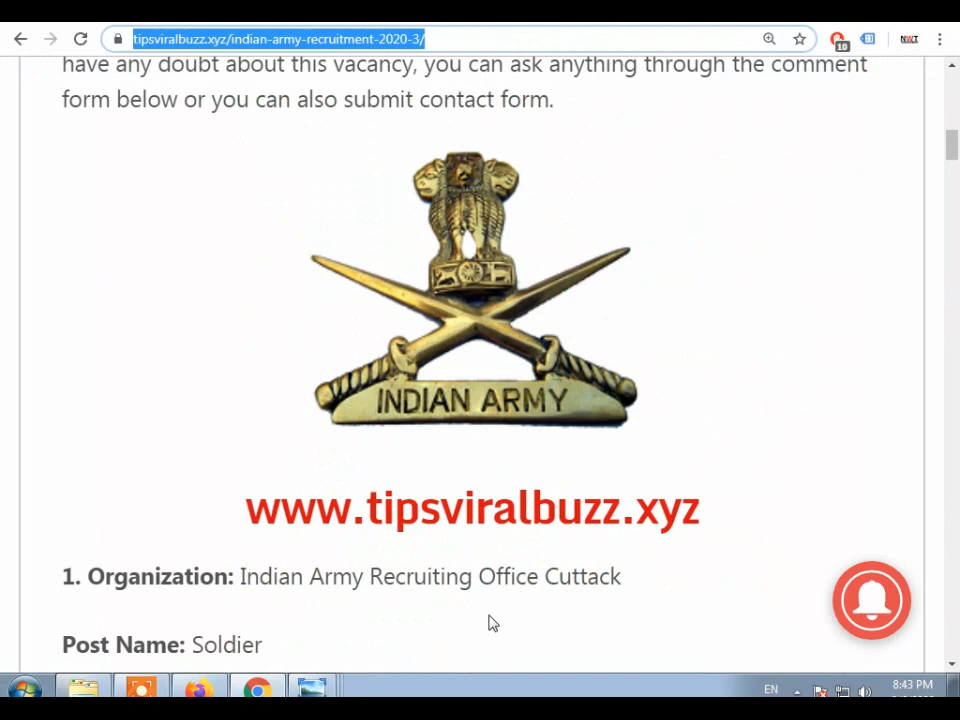 tipsviralbuzz.xyz/indian-army-recruitment-2020-3/
10
NWT
have any doubt about this vacancy, you can ask anything through the comment
form below or you can also submit contact form.
INDIAN ARMY
www.tipsviralbuzz.xyz
1. Organization: Indian Army Recruiting Office Cuttack
Post Name: Soldier
EN
8:43 PM